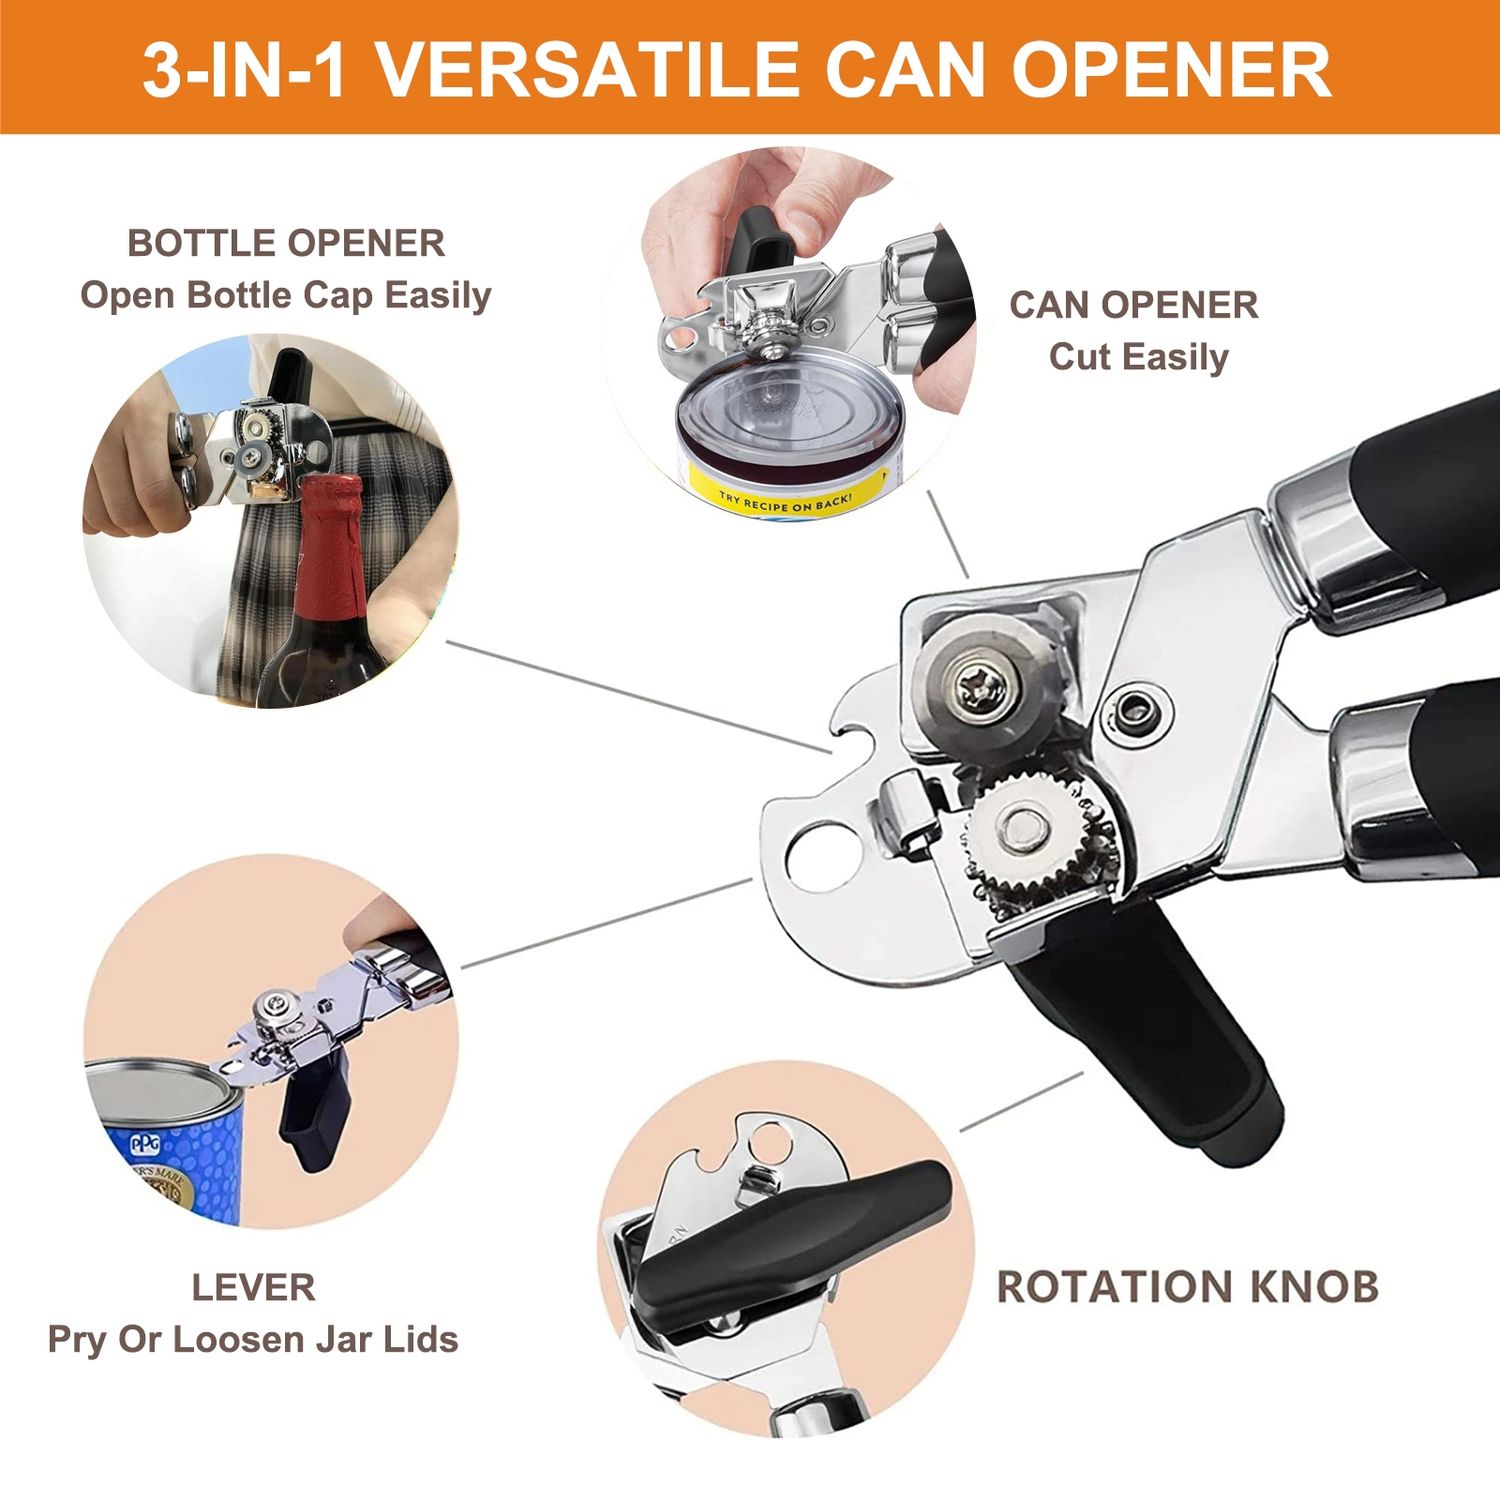 3-IN-1 VERSATILE CAN OPENER
BOTTLE OPENER
Open Bottle Cap Easily
CAN OPENER
Cut Easily
TRY RECIPE ON BACK!
PPG
LEVER
Pry Or Loosen Jar Lids
ROTATION KNOB